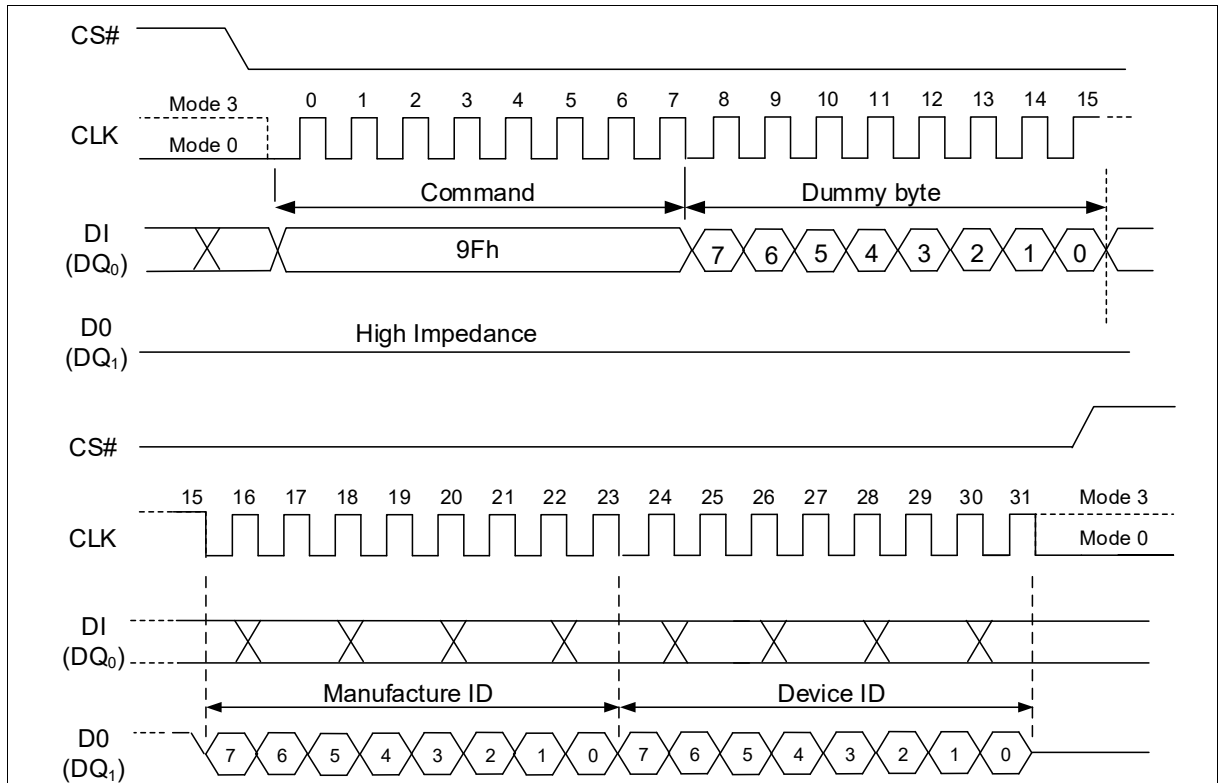 CS#
Mode 3 0 1 2 3 4 5 6 7 8 9 10 11 12 13 14 15
CLK
Mode 0
Command Dummy byte
DI
(DQ₀)
9Fh 7 6 5 4 3 2 1 0
D0
(DQ₁)
High Impedance
CS#
15 16 17 18 19 20 21 22 23 24 25 26 27 28 29 30 31 Mode 3
CLK
Mode 0
DI
(DQ₀)
Manufacture ID Device ID
D0
(DQ₁)
7 6 5 4 3 2 1 0 7 6 5 4 3 2 1 0